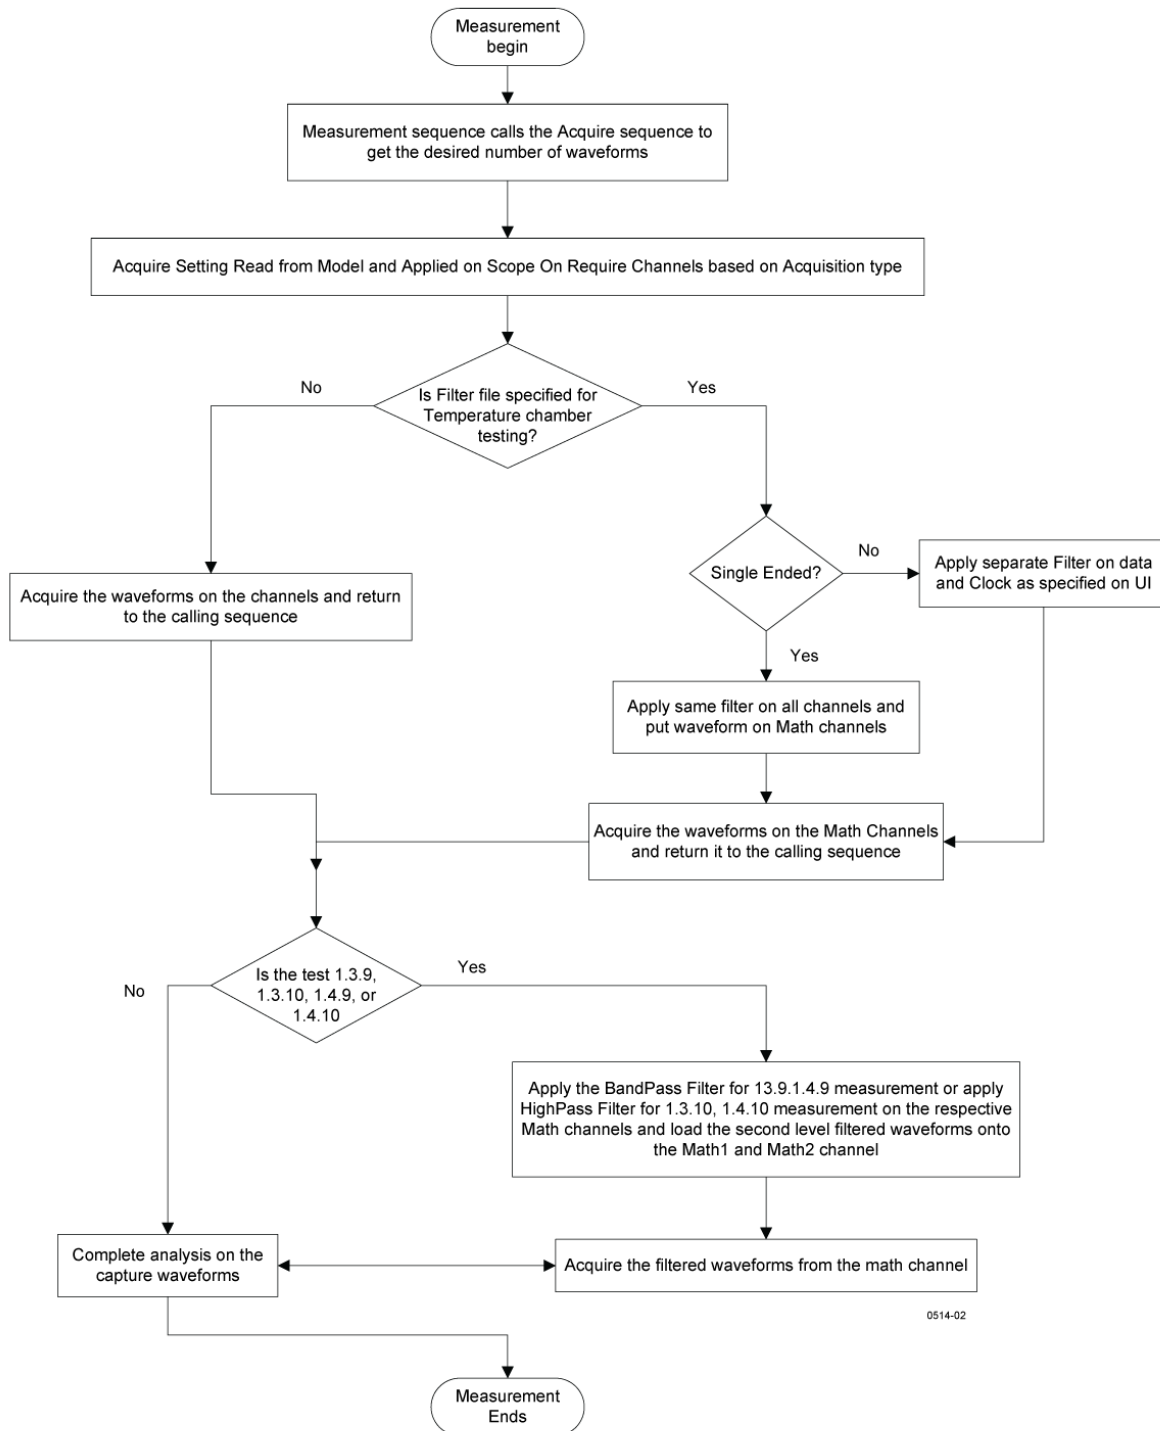 Measurement
begin
Measurement sequence calls the Acquire sequence to
get the desired number of waveforms
Acquire Setting Read from Model and Applied on Scope On Require Channels based on Acquisition type
No
Is Filter file specified for
Temperature chamber
testing?
Yes
Single Ended?
No
Apply separate Filter on data
and Clock as specified on UI
Acquire the waveforms on the channels and return
to the calling sequence
Yes
Apply same filter on all channels and
put waveform on Math channels
Acquire the waveforms on the Math Channels
and return it to the calling sequence
No
Is the test 1.3.9,
1.3.10, 1.4.9, or
1.4.10
Yes
Apply the BandPass Filter for 13.9.1.4.9 measurement or apply
HighPass Filter for 1.3.10, 1.4.10 measurement on the respective
Math channels and load the second level filtered waveforms onto
the Math1 and Math2 channel
Complete analysis on the
capture waveforms
Acquire the filtered waveforms from the math channel
0514-02
Measurement
Ends